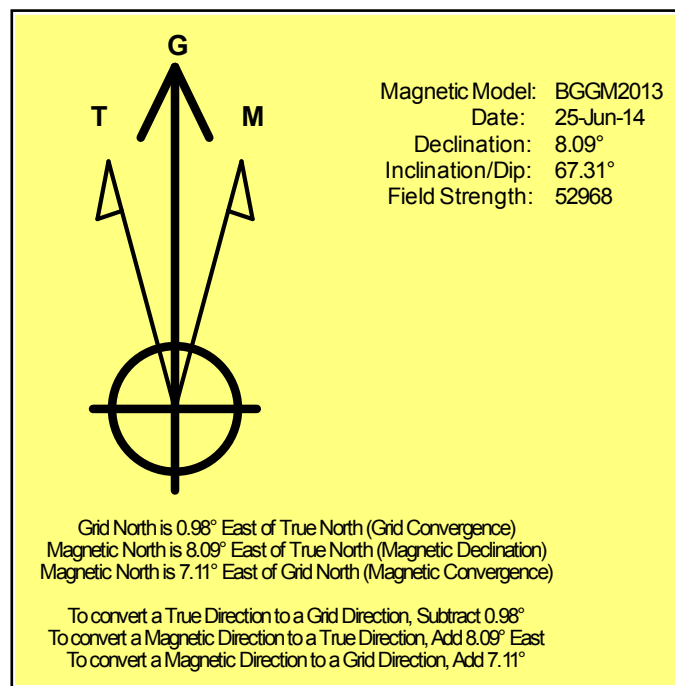 G
T
M
Magnetic Model: BGGM2013
Date: 25-Jun-14
Declination: 8.09°
Inclination/Dip: 67.31°
Field Strength: 52968
Grid North is 0.98° East of True North (Grid Convergence)
Magnetic North is 8.09° East of True North (Magnetic Declination)
Magnetic North is 7.11° East of Grid North (Magnetic Convergence)
To convert a True Direction to a Grid Direction, Subtract 0.98°
To convert a Magnetic Direction to a True Direction, Add 8.09° East
To convert a Magnetic Direction to a Grid Direction, Add 7.11°